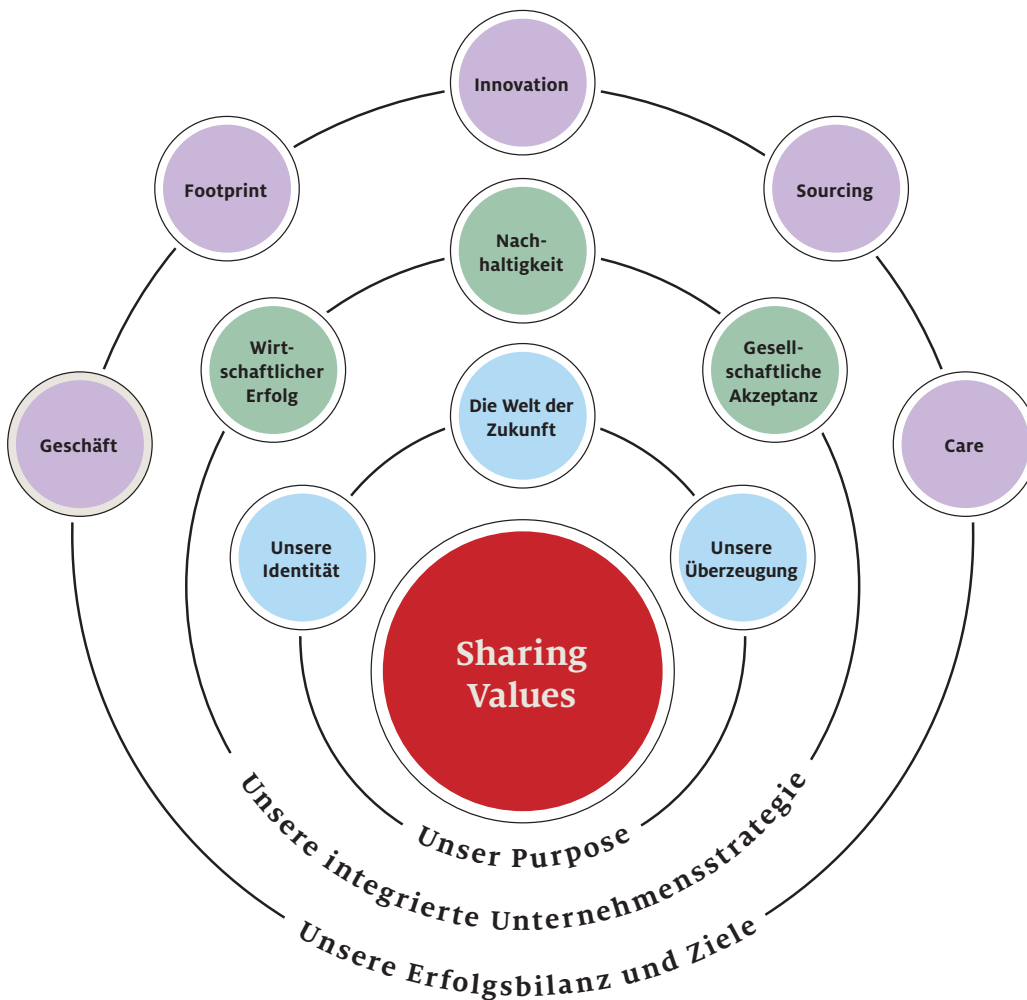 Innovation
Footprint
Sourcing
Nach-
haltigkeit
Wirt-
schaftlicher
Erfolg
Gesell-
schaftliche
Akzeptanz
Die Welt der
Zukunft
Geschäft
Care
Unsere
Identität
Unsere
Überzeugung
Sharing
Values
Unser Purpose
Unsere integrierte Unternehmensstrategie
Unsere Erfolgsbilanz und Ziele